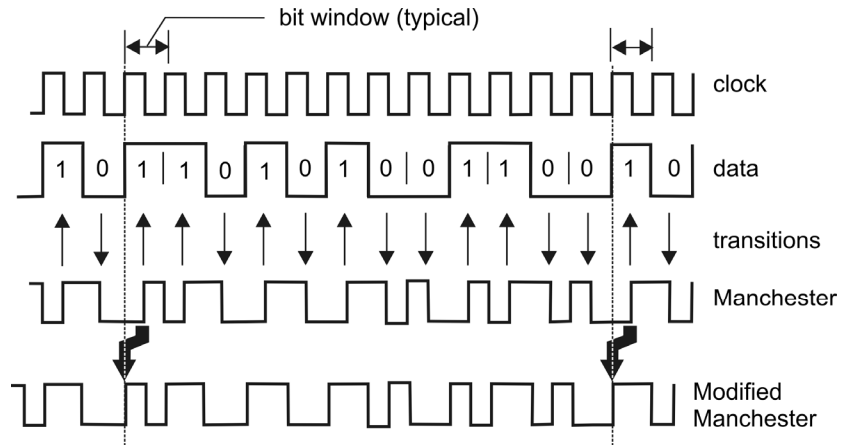 bit window (typical)
clock
1 0 1 | 1 0 1 0 1 0 | 0 1 | 1 0 | 0 1 0
data
transitions
Manchester
Modified
Manchester